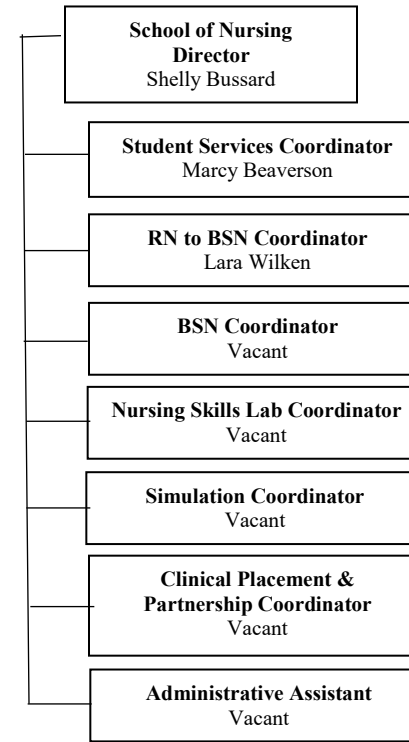 School of Nursing
Director
Shelly Bussard
Student Services Coordinator
Marcy Beaverson
RN to BSN Coordinator
Lara Wilken
BSN Coordinator
Vacant
Nursing Skills Lab Coordinator
Vacant
Simulation Coordinator
Vacant
Clinical Placement &
Partnership Coordinator
Vacant
Administrative Assistant
Vacant